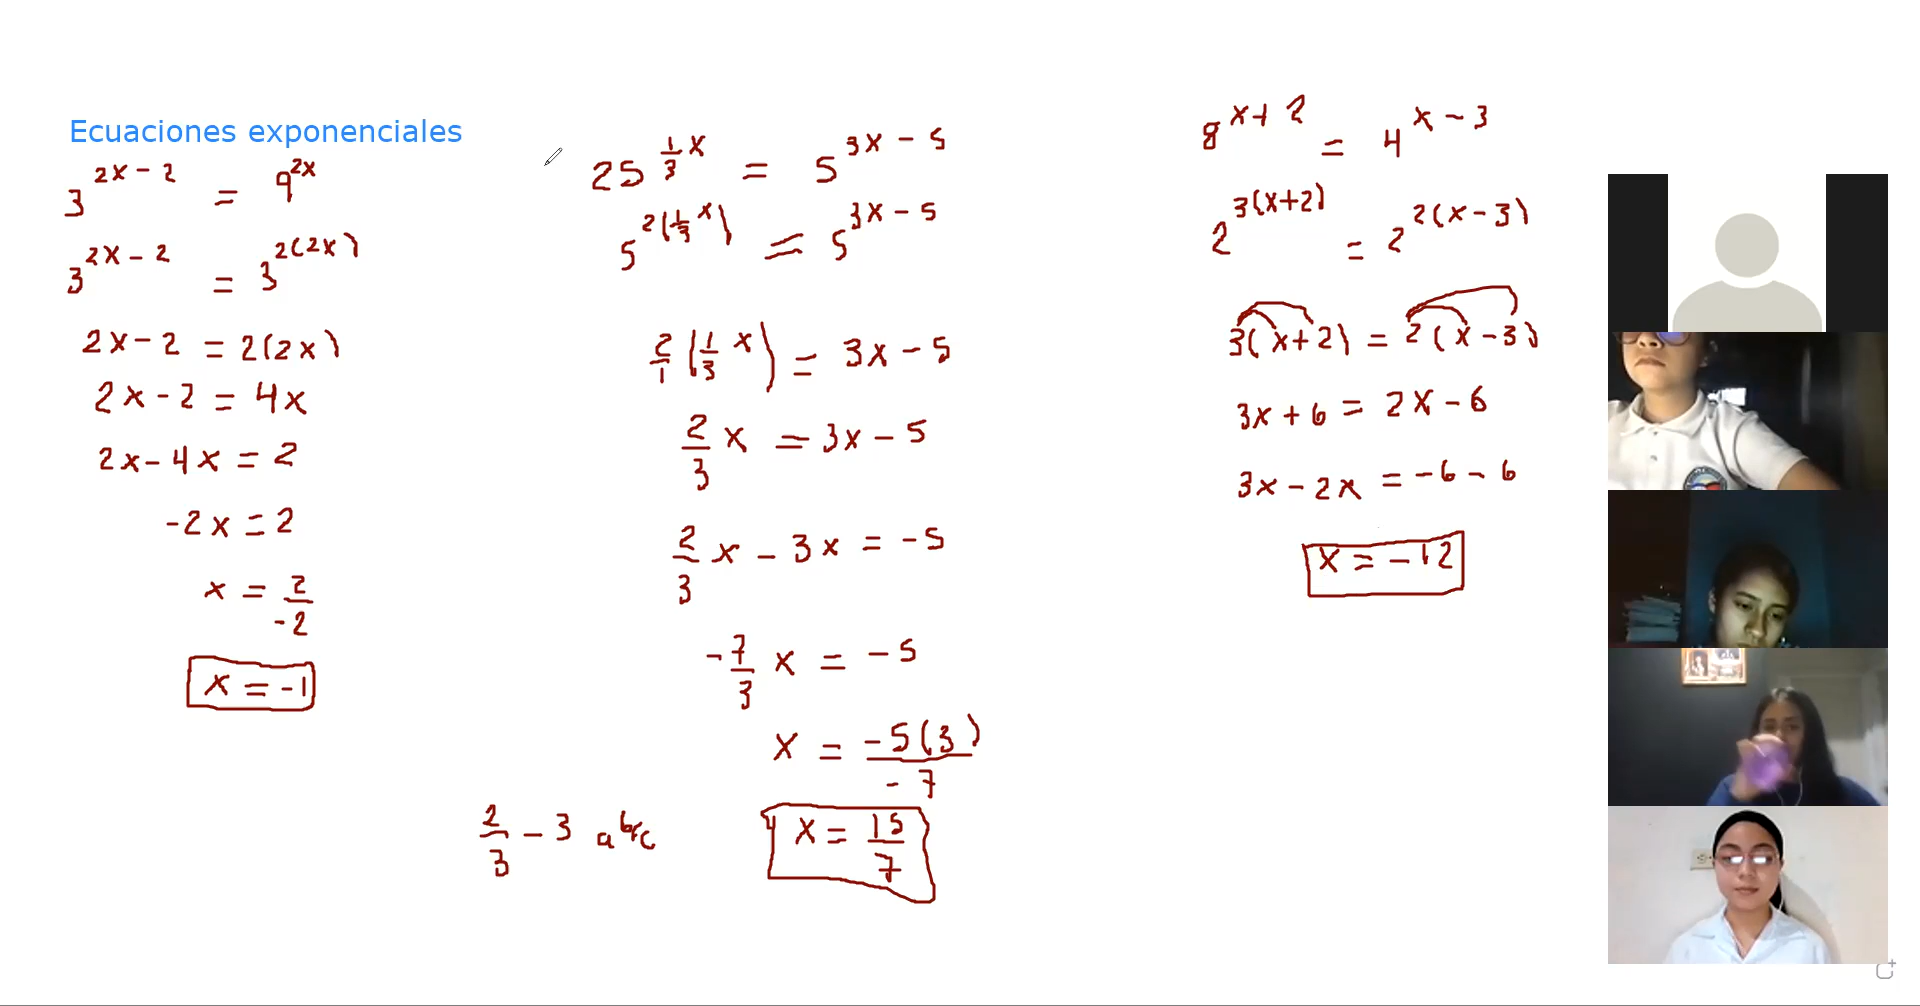 Ecuaciones exponenciales
3^{2x-2} = 9^{2x}
3^{2x-2} = 3^{2(2x)}
2x-2 = 2(2x)
2x-2 = 4x
2x-4x = 2
-2x = 2
x = 2/-2
x = -1
25^{1/3 x} = 5^{3x-5}
5^{2(1/3 x)} = 5^{3x-5}
2/1 (1/3 x) = 3x-5
2/3 x = 3x-5
2/3 x - 3x = -5
-7/3 x = -5
x = -5(3)/-7
x = 15/7
2/3 - 3 a b/c
8^{x+2} = 4^{x-3}
2^{3(x+2)} = 2^{2(x-3)}
3(x+2) = 2(x-3)
3x+6 = 2x-6
3x-2x = -6-6
x = -12